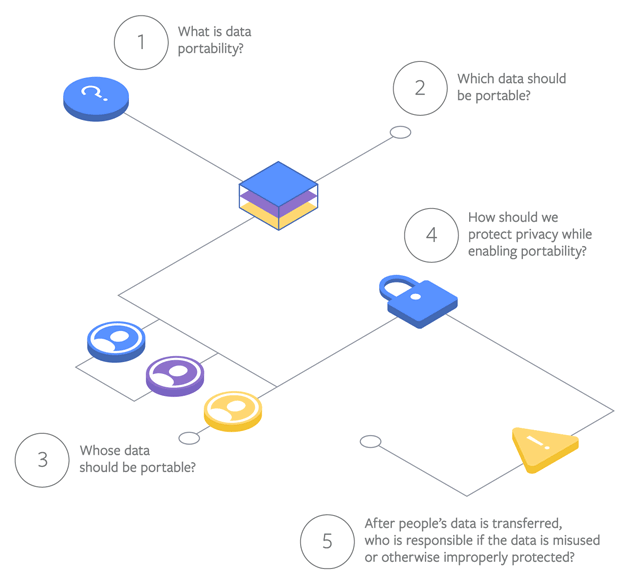 1
What is data
portability?
?
2
Which data should
be portable?
4
How should we
protect privacy while
enabling portability?
3
Whose data
should be portable?
!
5
After people’s data is transferred,
who is responsible if the data is misused
or otherwise improperly protected?